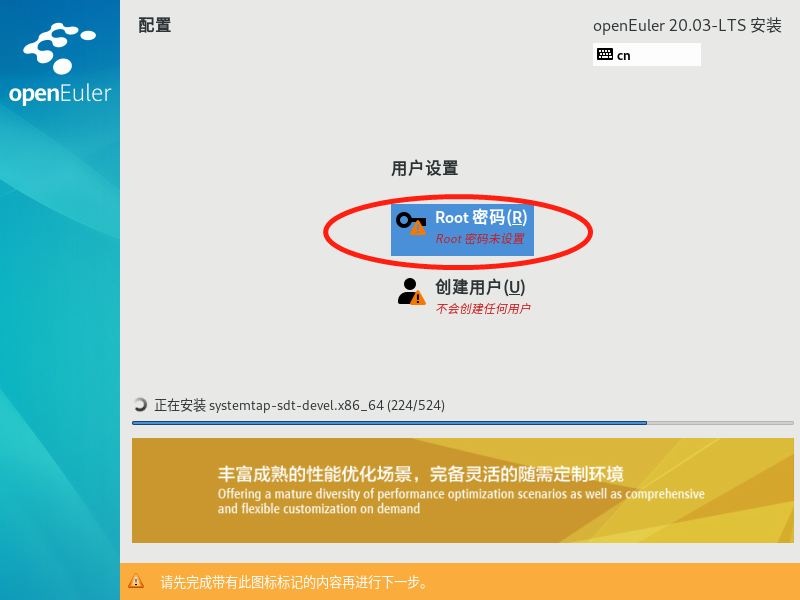 openEuler
配置
openEuler 20.03-LTS 安装
cn
用户设置
Root 密码(R)
Root 密码未设置
创建用户(U)
不会创建任何用户
正在安装 systemtap-sdt-devel.x86_64 (224/524)
丰富成熟的性能优化场景，完备灵活的随需定制环境
Offering a mature diversity of performance optimization scenarios as well as comprehensive
and flexible customization on demand
请先完成带有此图标标记的内容再进行下一步。